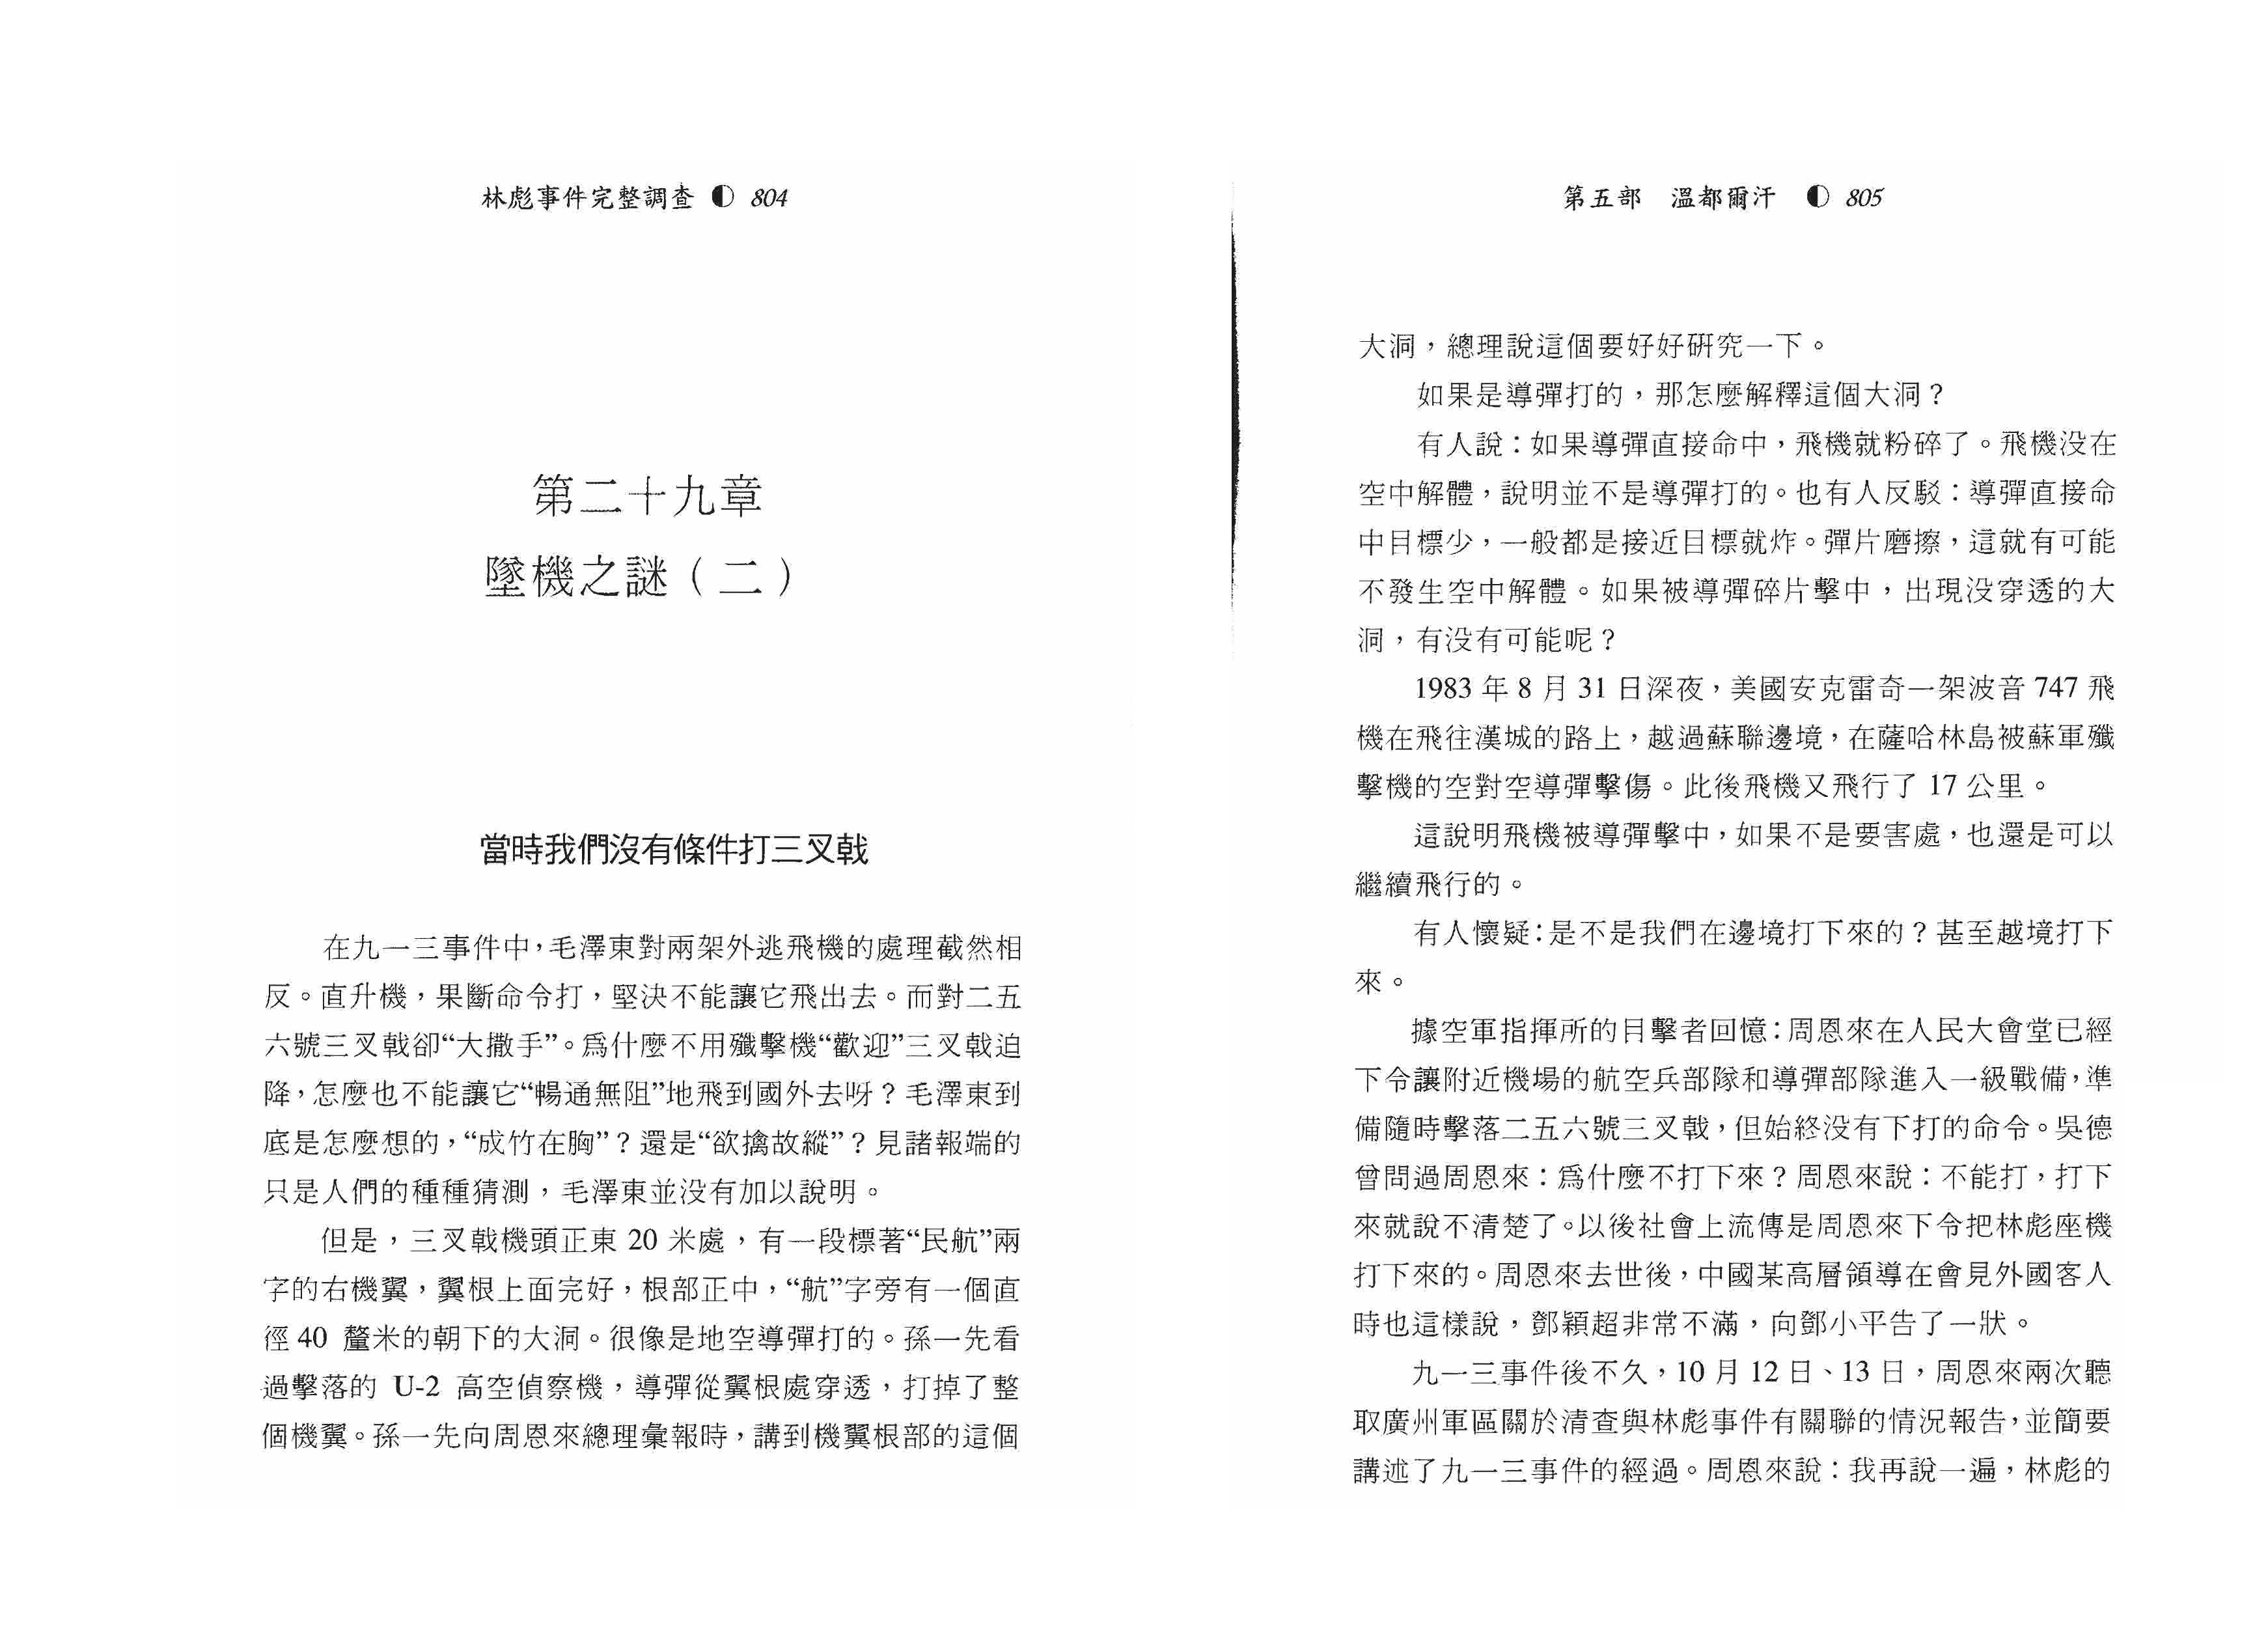 林彪事件完整調查 ◐ 804
第二十九章
墜機之謎（二）
當時我們沒有條件打三叉戟
在九一三事件中，毛澤東對兩架外逃飛機的處理截然相
反。直升機，果斷命令打，堅決不能讓它飛出去。而對二五
六號三叉戟卻“大撒手”。爲什麼不用殲擊機“歡迎”三叉戟迫
降，怎麼也不能讓它“暢通無阻”地飛到國外去呀？毛澤東到
底是怎麼想的，“成竹在胸”？還是“欲擒故縱”？見諸報端的
只是人們的種種猜測，毛澤東並没有加以說明。
但是，三叉戟機頭正東 20 米處，有一段標著“民航”兩
字的右機翼，翼根上面完好，根部正中，“航”字旁有一個直
徑 40 釐米的朝下的大洞。很像是地空導彈打的。孫一先看
過擊落的 U-2 高空偵察機，導彈從翼根處穿透，打掉了整
個機翼。孫一先向周恩來總理彙報時，講到機翼根部的這個
第五部 溫都爾汗 ◐ 805
大洞，總理說這個要好好研究一下。
如果是導彈打的，那怎麼解釋這個大洞？
有人說：如果導彈直接命中，飛機就粉碎了。飛機没在
空中解體，說明並不是導彈打的。也有人反駁：導彈直接命
中目標少，一般都是接近目標就炸。彈片磨擦，這就有可能
不發生空中解體。如果被導彈碎片擊中，出現没穿透的大
洞，有没有可能呢？
1983 年 8 月 31 日深夜，美國安克雷奇一架波音 747 飛
機在飛往漢城的路上，越過蘇聯邊境，在薩哈林島被蘇軍殲
擊機的空對空導彈擊傷。此後飛機又飛行了 17 公里。
這說明飛機被導彈擊中，如果不是要害處，也還是可以
繼續飛行的。
有人懷疑：是不是我們在邊境打下來的？甚至越境打下
來。
據空軍指揮所的目擊者回憶：周恩來在人民大會堂已經
下令讓附近機場的航空兵部隊和導彈部隊進入一級戰備，準
備隨時擊落二五六號三叉戟，但始終没有下打的命令。吳德
曾問過周恩來：爲什麼不打下來？周恩來說：不能打，打下
來就說不清楚了。以後社會上流傳是周恩來下令把林彪座機
打下來的。周恩來去世後，中國某高層領導在會見外國客人
時也這樣說，鄧穎超非常不滿，向鄧小平告了一狀。
九一三事件後不久，10 月 12 日、13 日，周恩來兩次聽
取廣州軍區關於清查與林彪事件有關聯的情況報告，並簡要
講述了九一三事件的經過。周恩來說：我再說一遍，林彪的